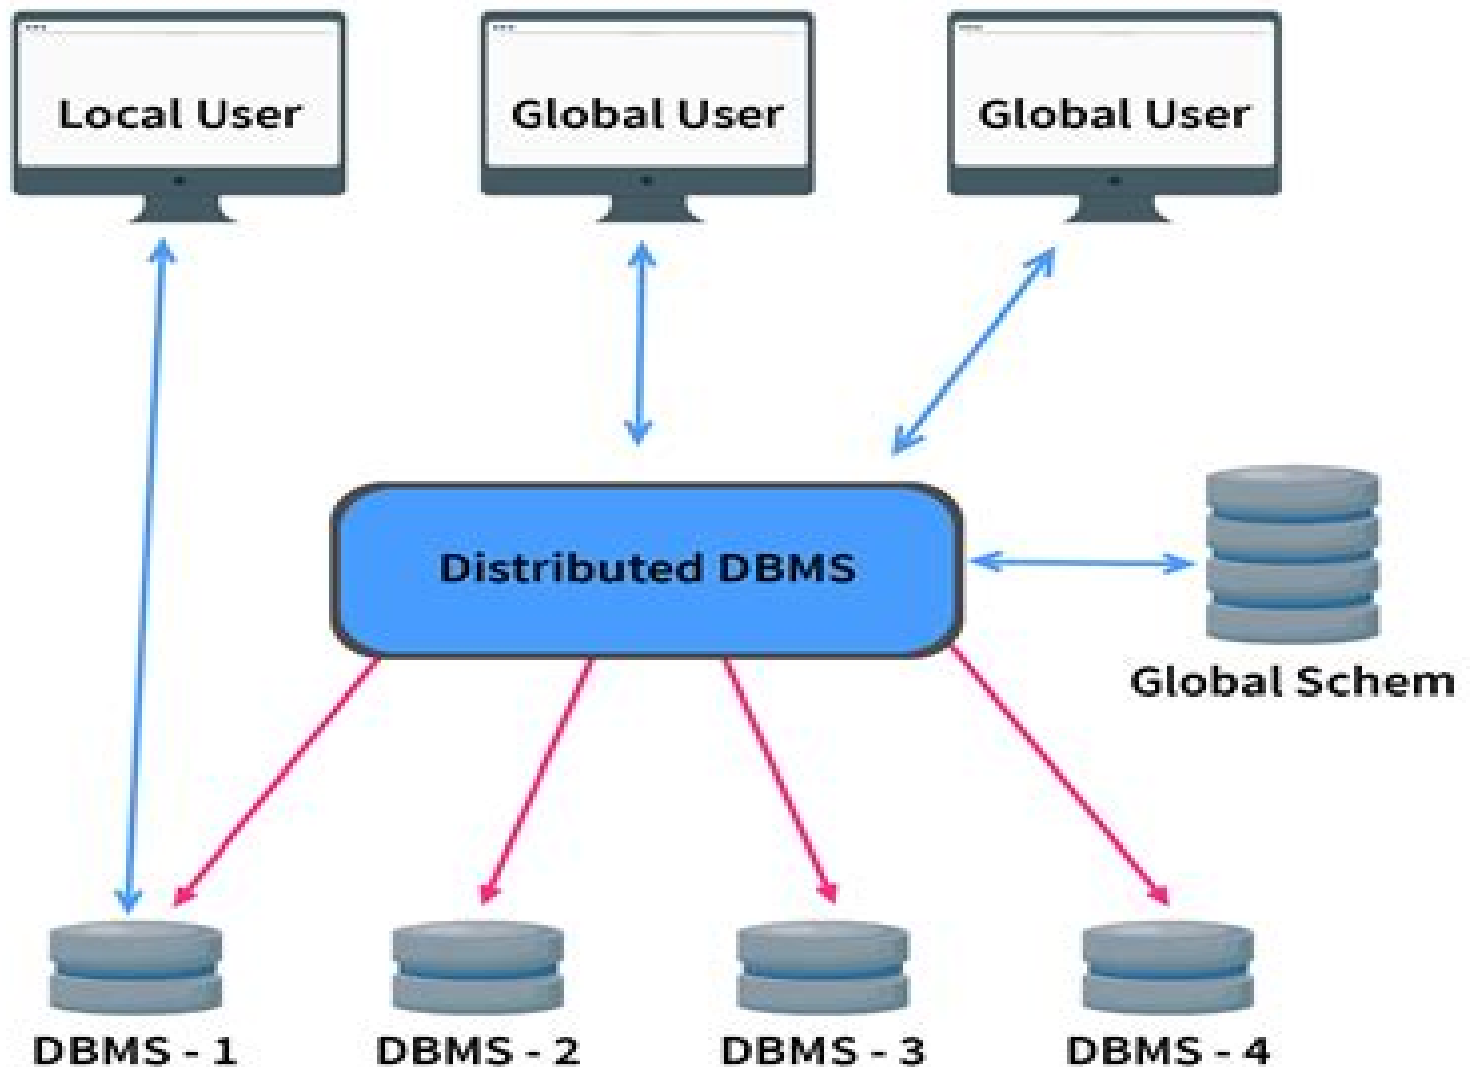 Local User
Global User
Global User
Distributed DBMS
Global Schem
DBMS - 1
DBMS - 2
DBMS - 3
DBMS - 4